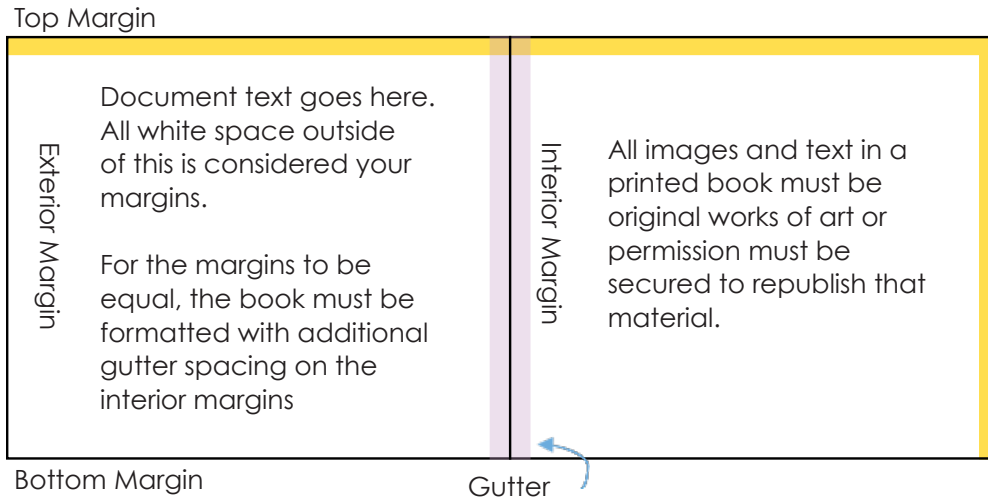 Top Margin
Exterior Margin
Document text goes here.
All white space outside
of this is considered your
margins.
For the margins to be
equal, the book must be
formatted with additional
gutter spacing on the
interior margins
Interior Margin
All images and text in a
printed book must be
original works of art or
permission must be
secured to republish that
material.
Bottom Margin
Gutter